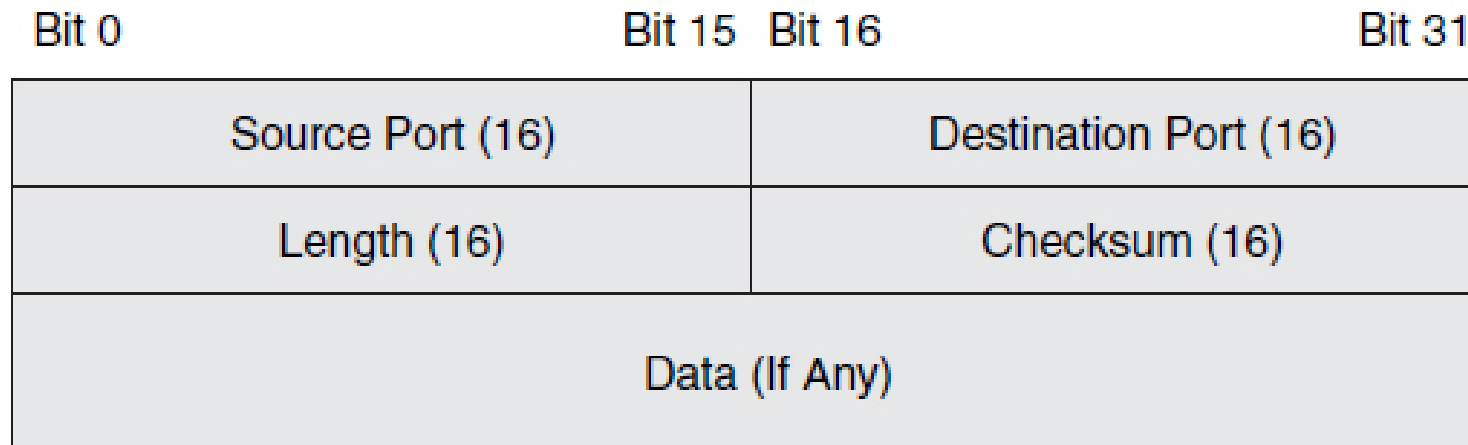 Bit 0 Bit 15 Bit 16 Bit 31
Source Port (16) Destination Port (16)
Length (16) Checksum (16)
Data (If Any)